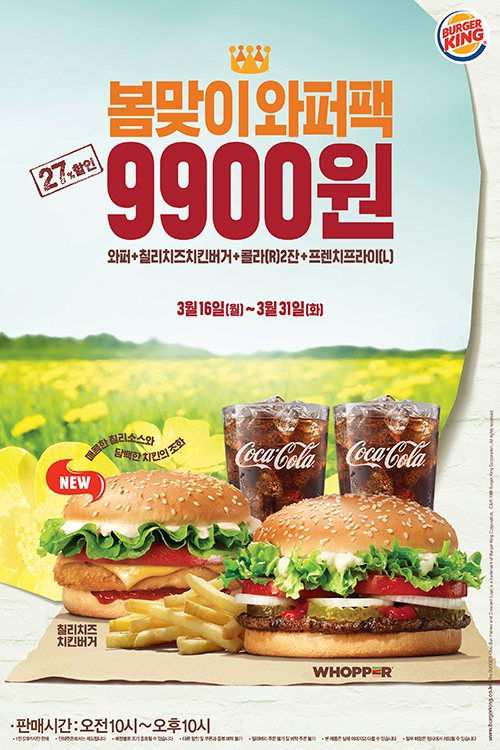 BURGER
KING
봄맞이 와퍼팩
27%할인
9900원
와퍼+칠리치즈치킨버거+콜라(R)2잔+프렌치프라이(L)
3월 16일(월)~3월 31일(화)
매콤한 칠리소스와
담백한 치킨의 조화
NEW
Coca-Cola
Coca-Cola
칠리치즈
치킨버거
WHOPPER
· 판매시간 : 오전10시~오후10시